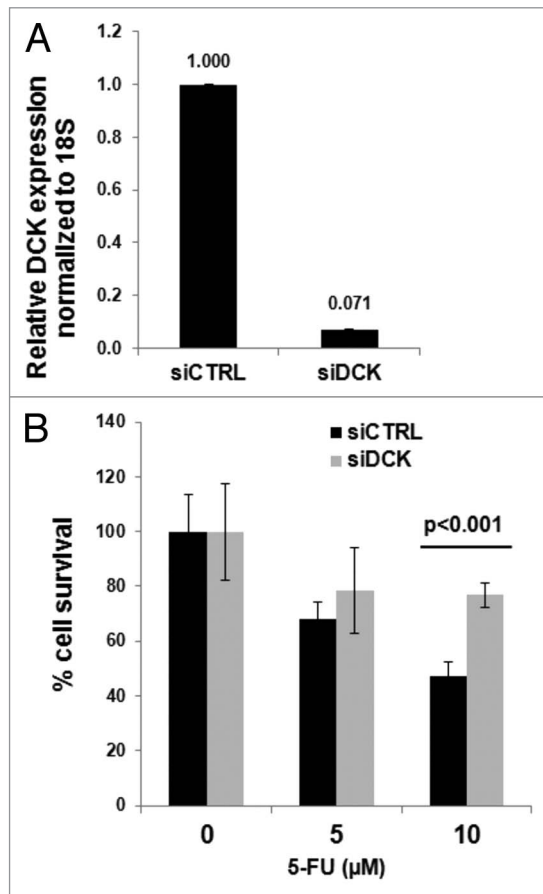 A
Relative DCK expression
normalized to 18S
1.2
1.0
0.8
0.6
0.4
0.2
0.0
1.000
0.071
siCTRL
siDCK
B
% cell survival
140
120
100
80
60
40
20
0
siCTRL
siDCK
p<0.001
0
5
10
5-FU (µM)